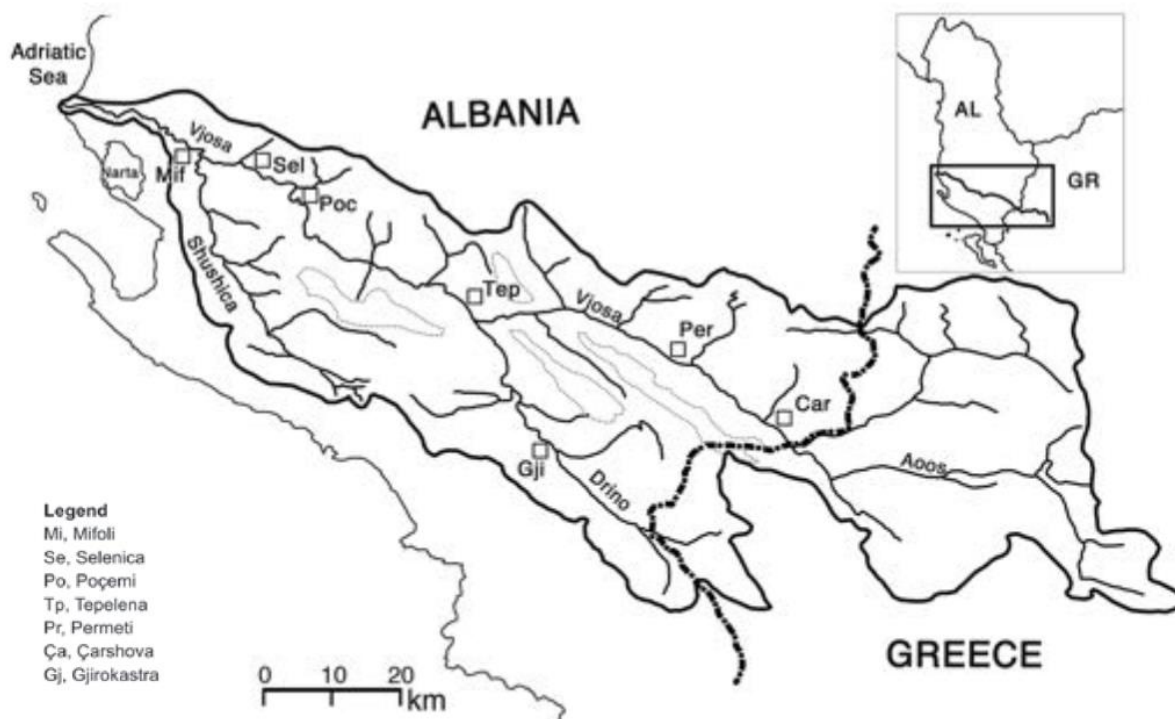 Adriatic
Sea
ALBANIA
AL
GR
Vjosa
Narta
Mif
Sel
Poc
Shushica
Tep
Vjosa
Per
Car
Gji
Drino
Aoos
GREECE
Legend
Mi, Mifoli
Se, Selenica
Po, Poçemi
Tp, Tepelena
Pr, Permeti
Ça, Çarshova
Gj, Gjirokastra
0 10 20
km